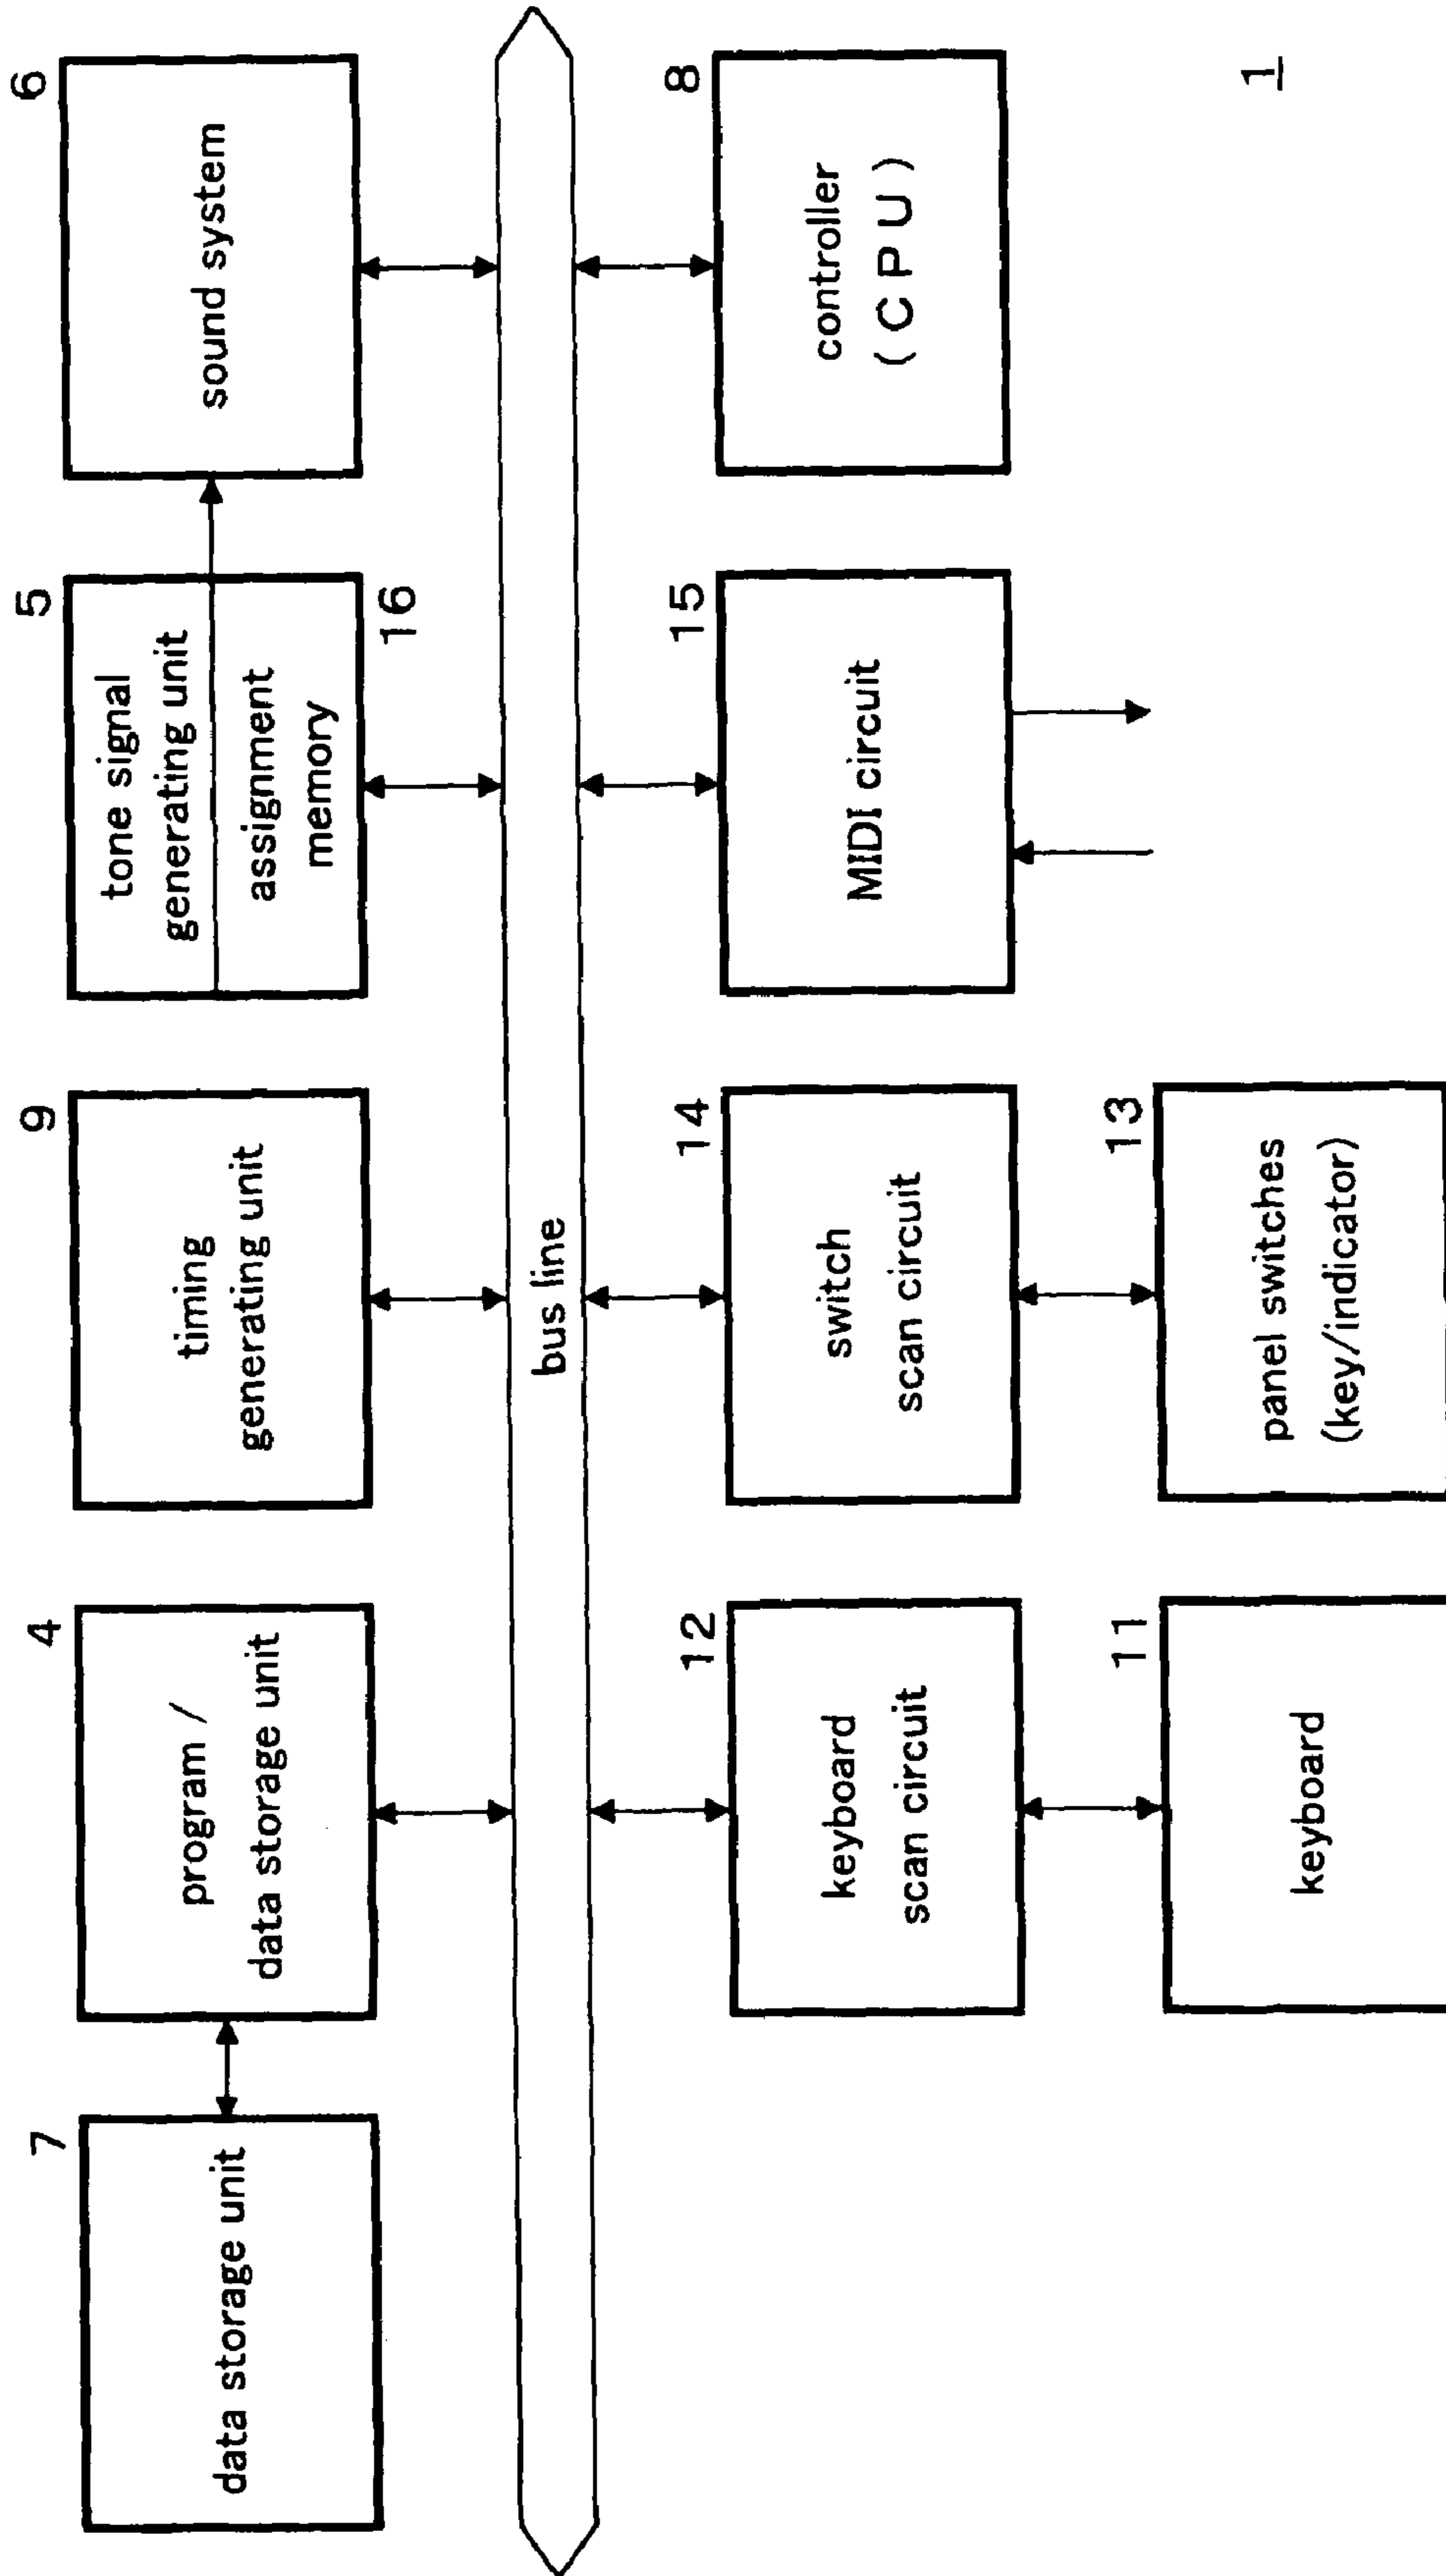 7
data storage unit
4
program /
data storage unit
9
timing
generating unit
5
tone signal
generating unit
assignment
memory
16
6
sound system
bus line
12
keyboard
scan circuit
14
switch
scan circuit
15
MIDI circuit
8
controller
( C P U )
11
keyboard
13
panel switches
(key/indicator)
1